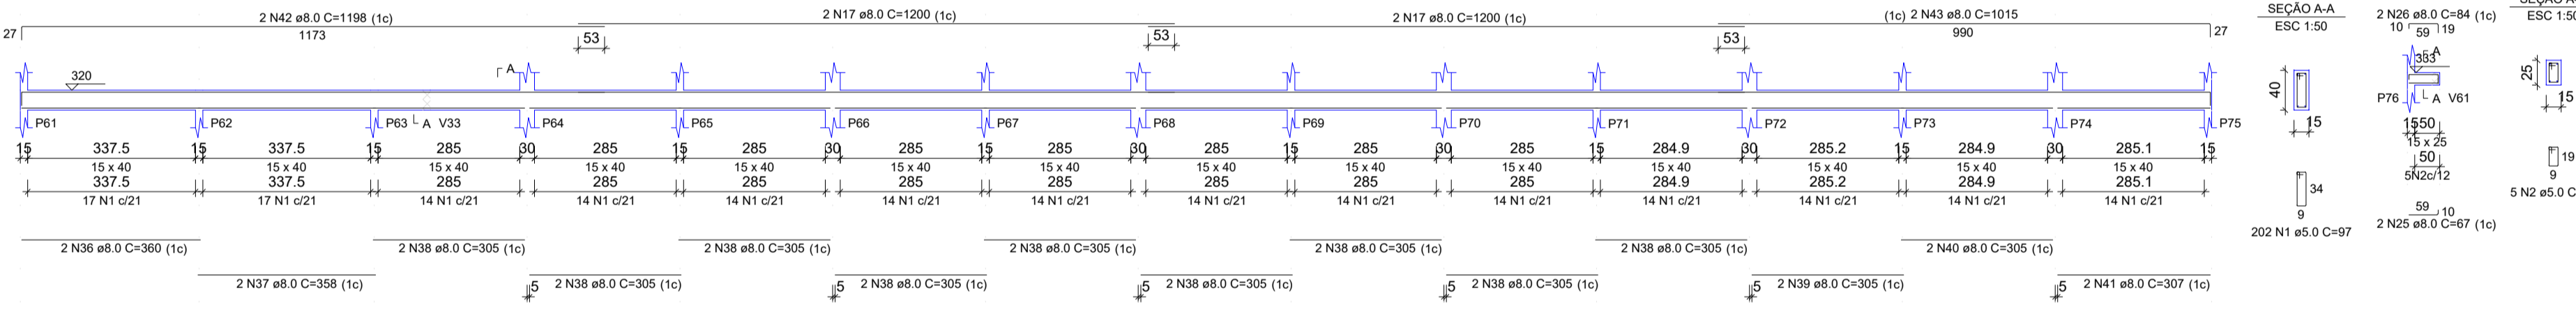 2 N42 ø8.0 C=1198 (1c)
2 N17 ø8.0 C=1200 (1c)
2 N17 ø8.0 C=1200 (1c)
(1c) 2 N43 ø8.0 C=1015
27 1173 53 53 53 990 27
320
A
P61 P62 P63 A V33 P64 P65 P66 P67 P68 P69 P70 P71 P72 P73 P74 P75
15 337.5 15 337.5 15 285 30 285 15 285 30 285 15 285 30 285 15 285 30 285 15 284.9 30 285.2 15 284.9 30 285.1 15
15 x 40 15 x 40 15 x 40 15 x 40 15 x 40 15 x 40 15 x 40 15 x 40 15 x 40 15 x 40 15 x 40 15 x 40 15 x 40 15 x 40
337.5 337.5 285 285 285 285 285 285 285 285 284.9 285.2 284.9 285.1
17 N1 c/21 17 N1 c/21 14 N1 c/21 14 N1 c/21 14 N1 c/21 14 N1 c/21 14 N1 c/21 14 N1 c/21 14 N1 c/21 14 N1 c/21 14 N1 c/21 14 N1 c/21 14 N1 c/21 14 N1 c/21
2 N36 ø8.0 C=360 (1c) 2 N38 ø8.0 C=305 (1c) 2 N38 ø8.0 C=305 (1c) 2 N38 ø8.0 C=305 (1c) 2 N38 ø8.0 C=305 (1c) 2 N38 ø8.0 C=305 (1c) 2 N40 ø8.0 C=305 (1c)
2 N37 ø8.0 C=358 (1c) 5 2 N38 ø8.0 C=305 (1c) 5 2 N38 ø8.0 C=305 (1c) 5 2 N38 ø8.0 C=305 (1c) 5 2 N38 ø8.0 C=305 (1c) 5 2 N39 ø8.0 C=305 (1c) 5 2 N41 ø8.0 C=307 (1c)
SEÇÃO A-A
ESC 1:50
40
15
34
9
202 N1 ø5.0 C=97
2 N26 ø8.0 C=84 (1c)
10 59 19
A
333
P76 A V61
15 50
15 x 25
50
5N2c/12
59 10
2 N25 ø8.0 C=67 (1c)
ESC 1:50
25
15
19
9
5 N2 ø5.0 C